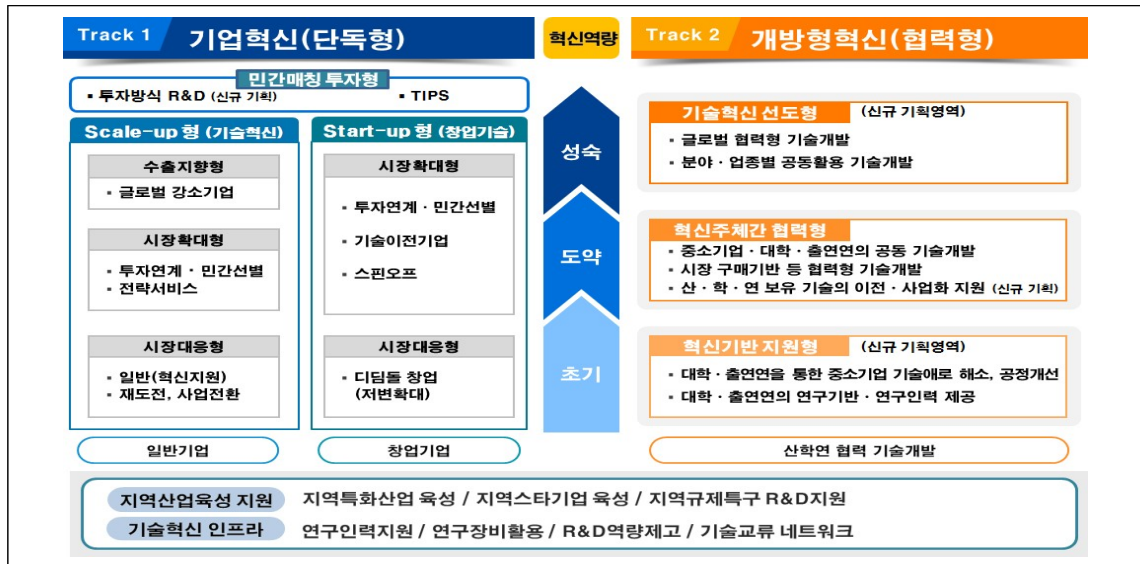 Track 1 기업혁신(단독형)
민간매칭 투자형
▪ 투자방식 R&D (신규 기획) ▪ TIPS
Scale-up 형 (기술혁신)
수출지향형
▪ 글로벌 강소기업
시장확대형
▪ 투자연계 · 민간선별
▪ 전략서비스
시장대응형
▪ 일반(혁신지원)
▪ 재도전, 사업전환
일반기업
Start-up 형 (창업기술)
시장확대형
▪ 투자연계 · 민간선별
▪ 기술이전기업
▪ 스핀오프
시장대응형
▪ 디딤돌 창업
(저변확대)
창업기업
혁신역량
성숙
도약
초기
Track 2 개방형혁신(협력형)
기술혁신 선도형 (신규 기획영역)
▪ 글로벌 협력형 기술개발
▪ 분야 · 업종별 공동활용 기술개발
혁신주체간 협력형
▪ 중소기업 · 대학 · 출연연의 공동 기술개발
▪ 시장 구매기반 등 협력형 기술개발
▪ 산 · 학 · 연 보유 기술의 이전 · 사업화 지원 (신규 기획)
혁신기반 지원형 (신규 기획영역)
▪ 대학 · 출연연을 통한 중소기업 기술애로 해소, 공정개선
▪ 대학 · 출연연의 연구기반 · 연구인력 제공
산학연 협력 기술개발
지역산업육성 지원 지역특화산업 육성 / 지역스타기업 육성 / 지역규제특구 R&D지원
기술혁신 인프라 연구인력지원 / 연구장비활용 / R&D역량제고 / 기술교류 네트워크